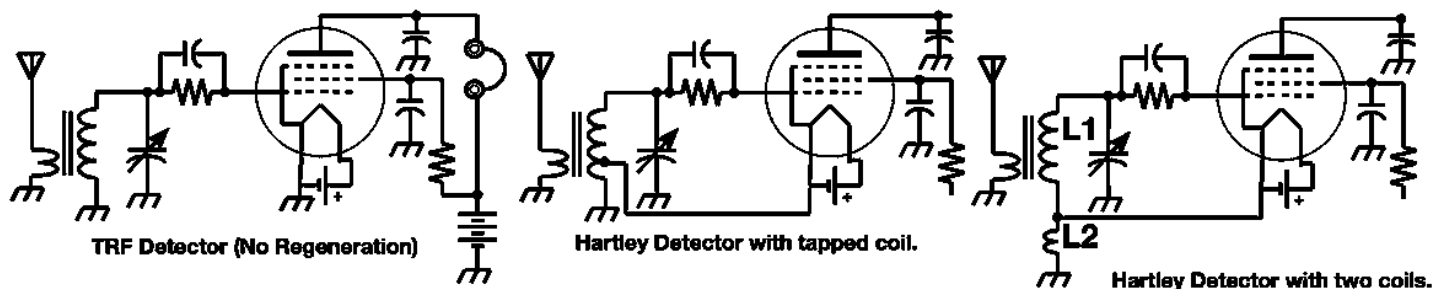 L1
L2
TRF Detector (No Regeneration)
Hartley Detector with tapped coil.
Hartley Detector with two coils.